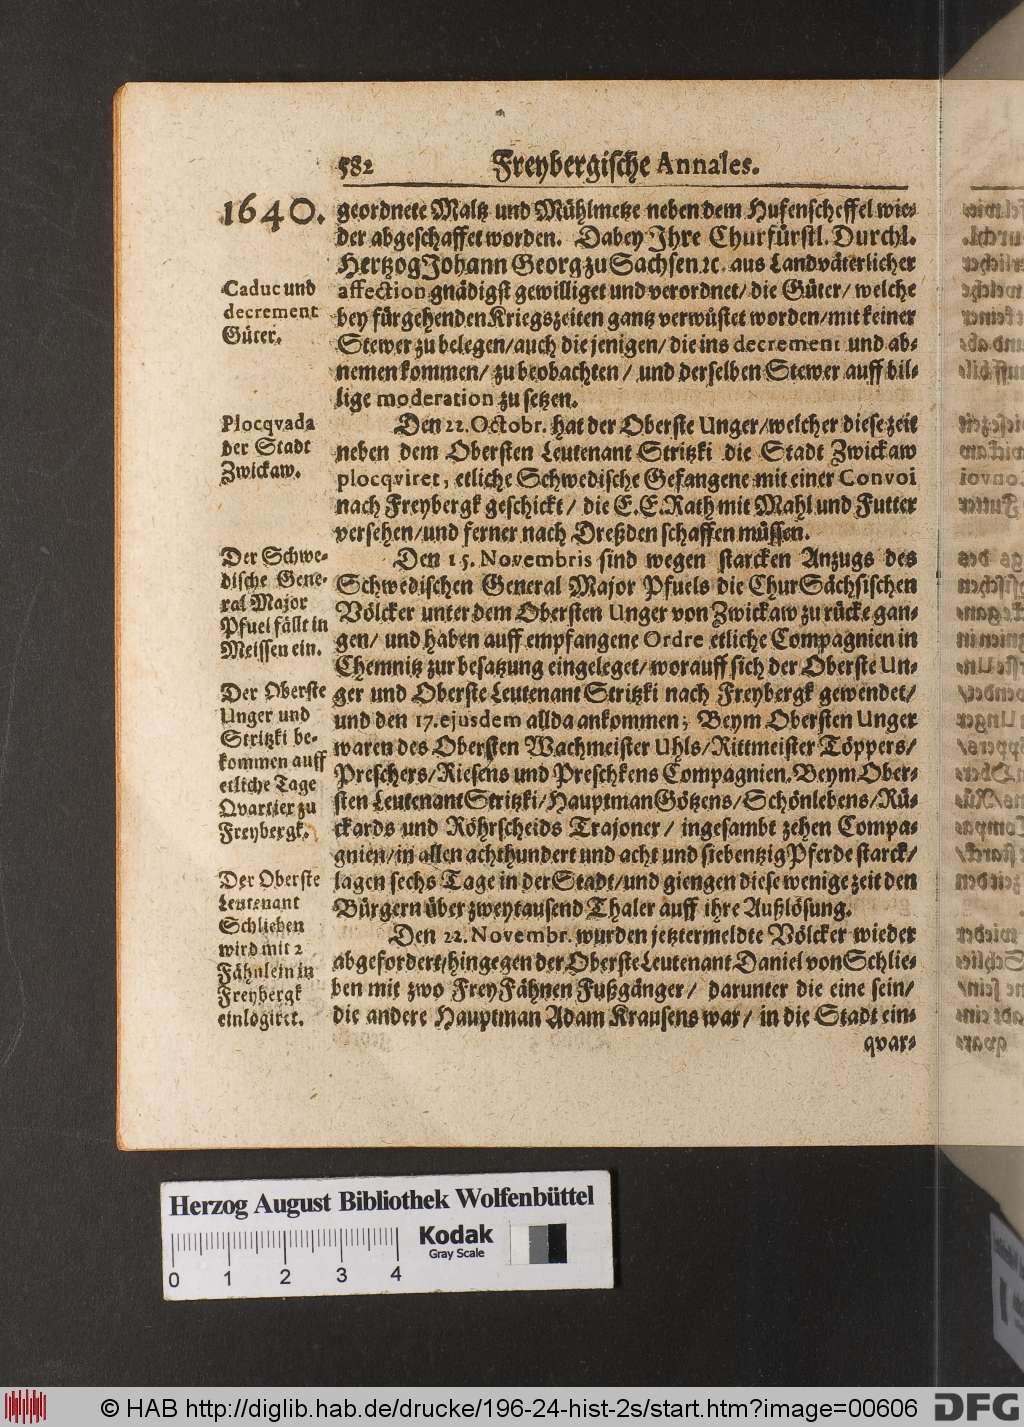 582 Freybergische Annales.
1640.
geordnete Maltz und Mühlmetze neben dem Hufenscheffel wie-
der abgeschaffet worden. Dabey Ihre Churfürstl. Durchl.
Hertzog Johann Georg zu Sachsen ꝛc. aus Landväterlicher
Caduc und
decrement
Güter.
affection gnädigst gewilliget und verordnet/ die Güter/ welche
bey fürgehenden Kriegszeiten gantz verwüstet worden/ mit keiner
Stewer zu belegen/ auch die jenigen/ die ins decrement und ab-
nemen kommen/ zu beobachten/ und derselben Stewer auff bil-
lige moderation zu setzen.
Plocqvada
der Stadt
Zwickaw.
Den 22. Octobr. hat der Oberste Unger/ welcher diese zeit
neben dem Obersten Leutenant Stritzki die Stadt Zwickaw
plocqviret, etliche Schwedische Gefangene mit einer Convoi
nach Freybergk geschickt/ die E. E. Rath mit Mahl und Futter
versehen/ und ferner nach Dreßden schaffen müssen.
Der Schwe-
dische Gene-
ral Major
Pfuel fällt in
Meissen ein.
Den 15. Novembris sind wegen starcken Anzugs des
Schwedischen General Major Pfuels die ChurSächsischen
Völcker unter dem Obersten Unger von Zwickaw zu rücke gan-
gen/ und haben auff empfangene Ordre etliche Compagnien in
Chemnitz zur besatzung eingeleget/ worauff sich der Oberste Un-
Der Oberste
Unger und
Stritzki be-
kommen auff
etliche Tage
Qvartier zu
Freybergk.
ger und Oberste Leutenant Stritzki nach Freybergk gewendet/
und den 17. ejusdem allda ankommen; Beym Obersten Unger
waren des Obersten Wachmeister Uhls/ Rittmeister Töppers/
Preschers/ Riesens und Preschkens Compagnien. Beym Ober-
sten Leutenant Stritzki/ Hauptman Götzens/ Schönlebens/ Rü-
ckards und Röhrscheids Trajoner/ ingesambt zehen Compa-
gnien/ in allen achthundert und acht und siebentzig Pferde starck/
Der Oberste
Leutenant
Schlieben
wird mit 2
Fähnlein in
Freybergk
einlogiret.
lagen sechs Tage in der Stadt/ und giengen diese wenige zeit den
Bürgern über zweytausend Thaler auff ihre Außlösung.
Den 22. Novembr. wurden jetztermeldte Völcker wieder
abgefordert/ hingegen der Oberste Leutenant Daniel von Schlie-
ben mit zwo FreyFähnen Fußgänger/ darunter die eine sein/
die andere Hauptman Adam Krausens war/ in die Stadt ein-
qvar-
Herzog August Bibliothek Wolfenbüttel
Kodak
Gray Scale
0 1 2 3 4
© HAB http://diglib.hab.de/drucke/196-24-hist-2s/start.htm?image=00606 DFG